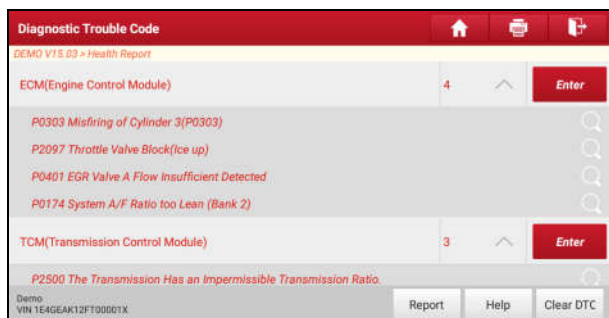 Diagnostic Trouble Code
DEMO V15.03 > Health Report
ECM(Engine Control Module) 4 Enter
P0303 Misfiring of Cylinder 3(P0303)
P2097 Throttle Valve Block(Ice up)
P0401 EGR Valve A Flow Insufficient Detected
P0174 System A/F Ratio too Lean (Bank 2)
TCM(Transmission Control Module) 3 Enter
P2500 The Transmission Has an Impermissible Transmission Ratio.
Demo
VIN 1E4GEAK12FT00001X
Report Help Clear DTC